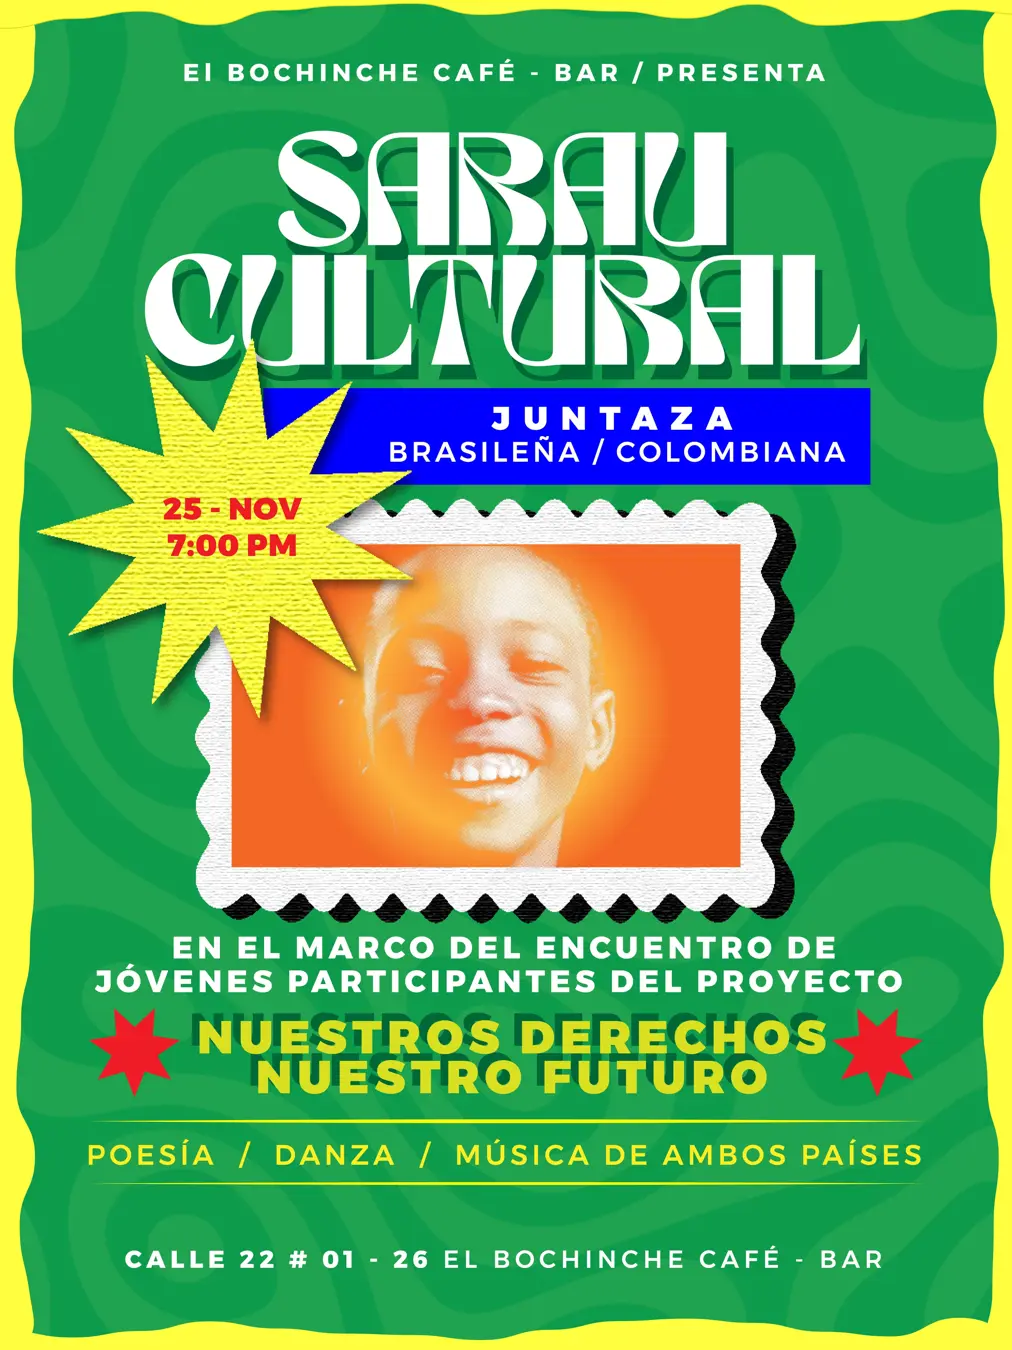 El BOCHINCHE CAFÉ - BAR / PRESENTA
SARAU
CULTURAL
JUNTAZA
BRASILEÑA / COLOMBIANA
25 - NOV
7:00 PM
EN EL MARCO DEL ENCUENTRO DE
JÓVENES PARTICIPANTES DEL PROYECTO
NUESTROS DERECHOS
NUESTRO FUTURO
POESÍA / DANZA / MÚSICA DE AMBOS PAÍSES
CALLE 22 # 01 - 26 EL BOCHINCHE CAFÉ - BAR